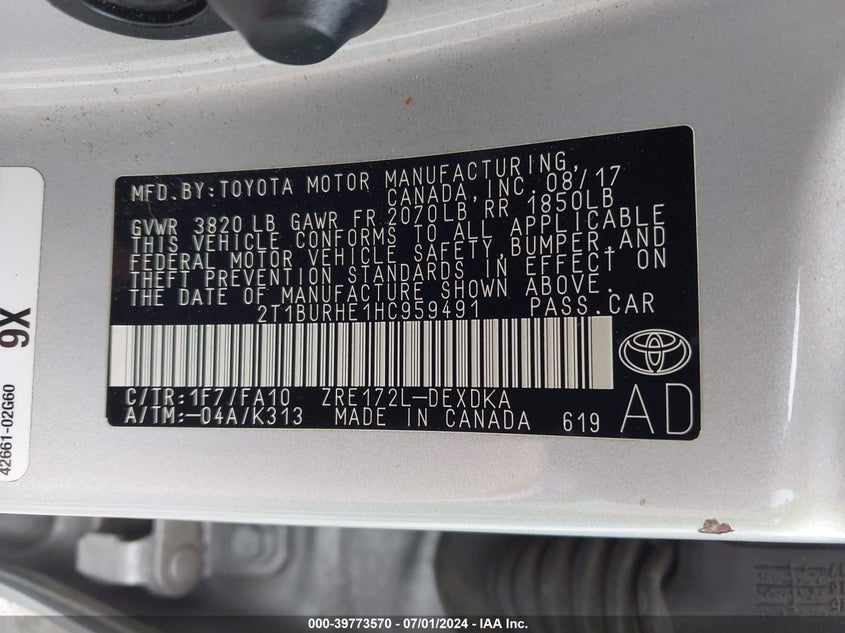 MFD.BY:TOYOTA MOTOR MANUFACTURING,
CANADA,INC.08/17
GVWR 3820 LB GAWR FR 2070LB RR 1850LB
THIS VEHICLE CONFORMS TO ALL APPLICABLE
FEDERAL MOTOR VEHICLE SAFETY,BUMPER,AND
THEFT PREVENTION STANDARDS IN EFFECT ON
THE DATE OF MANUFACTURE SHOWN ABOVE.
2T1BURHE1HC959491 PASS.CAR
C/TR:1F7/FA10 ZRE172L-DEXDKA
A/TM:-04A/K313 MADE IN CANADA 619
AD
9X
42661-02G60
000-39773570 - 07/01/2024 - IAA Inc.